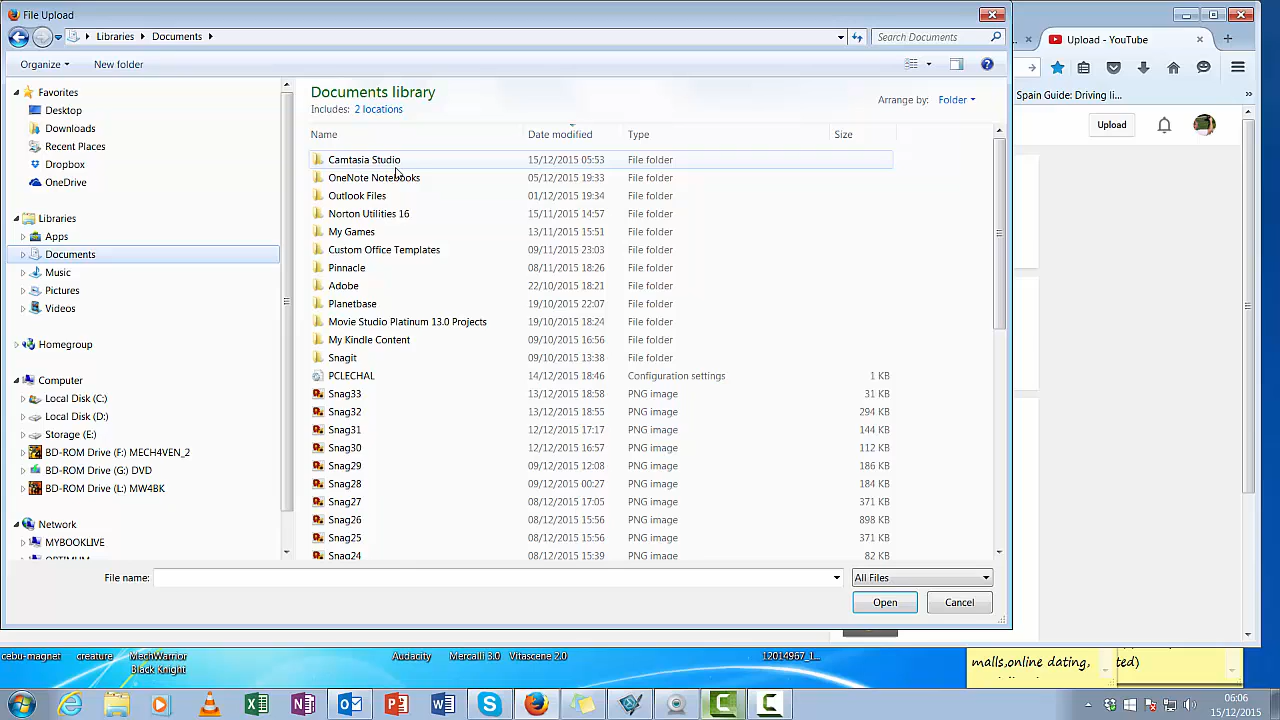 File Upload
Libraries ▸ Documents ▸
Search Documents
Organize
New folder
Favorites
Desktop
Downloads
Recent Places
Dropbox
OneDrive
Libraries
Apps
Documents
Music
Pictures
Videos
Homegroup
Computer
Local Disk (C:)
Local Disk (D:)
Storage (E:)
BD-ROM Drive (F:) MECH4VEN_2
BD-ROM Drive (G:) DVD
BD-ROM Drive (L:) MW4BK
Network
MYBOOKLIVE
OPTIMUM
Documents library
Includes: 2 locations
Arrange by: Folder
Name Date modified Type Size
Camtasia Studio 15/12/2015 05:53 File folder
OneNote Notebooks 05/12/2015 19:33 File folder
Outlook Files 01/12/2015 19:34 File folder
Norton Utilities 16 15/11/2015 14:57 File folder
My Games 13/11/2015 15:51 File folder
Custom Office Templates 09/11/2015 23:03 File folder
Pinnacle 08/11/2015 18:26 File folder
Adobe 22/10/2015 18:21 File folder
Planetbase 19/10/2015 22:07 File folder
Movie Studio Platinum 13.0 Projects 19/10/2015 18:24 File folder
My Kindle Content 09/10/2015 16:56 File folder
Snagit 09/10/2015 13:38 File folder
PCLECHAL 14/12/2015 18:46 Configuration settings 1 KB
Snag33 13/12/2015 18:58 PNG image 31 KB
Snag32 13/12/2015 18:55 PNG image 294 KB
Snag31 12/12/2015 17:17 PNG image 144 KB
Snag30 12/12/2015 16:57 PNG image 112 KB
Snag29 09/12/2015 12:08 PNG image 186 KB
Snag28 09/12/2015 00:27 PNG image 184 KB
Snag27 08/12/2015 17:05 PNG image 371 KB
Snag26 08/12/2015 15:56 PNG image 898 KB
Snag25 08/12/2015 15:56 PNG image 371 KB
Snag24 08/12/2015 15:39 PNG image 82 KB
File name:
All Files
Open
Cancel
Upload - YouTube
Spain Guide: Driving li...
Upload
cebu-magnet
creature
MechWarrior
Black Knight
Audacity
Mercalli 3.0
Vitascene 2.0
12014967_1...
malls,online dating,
ted)
06:06
15/12/2015